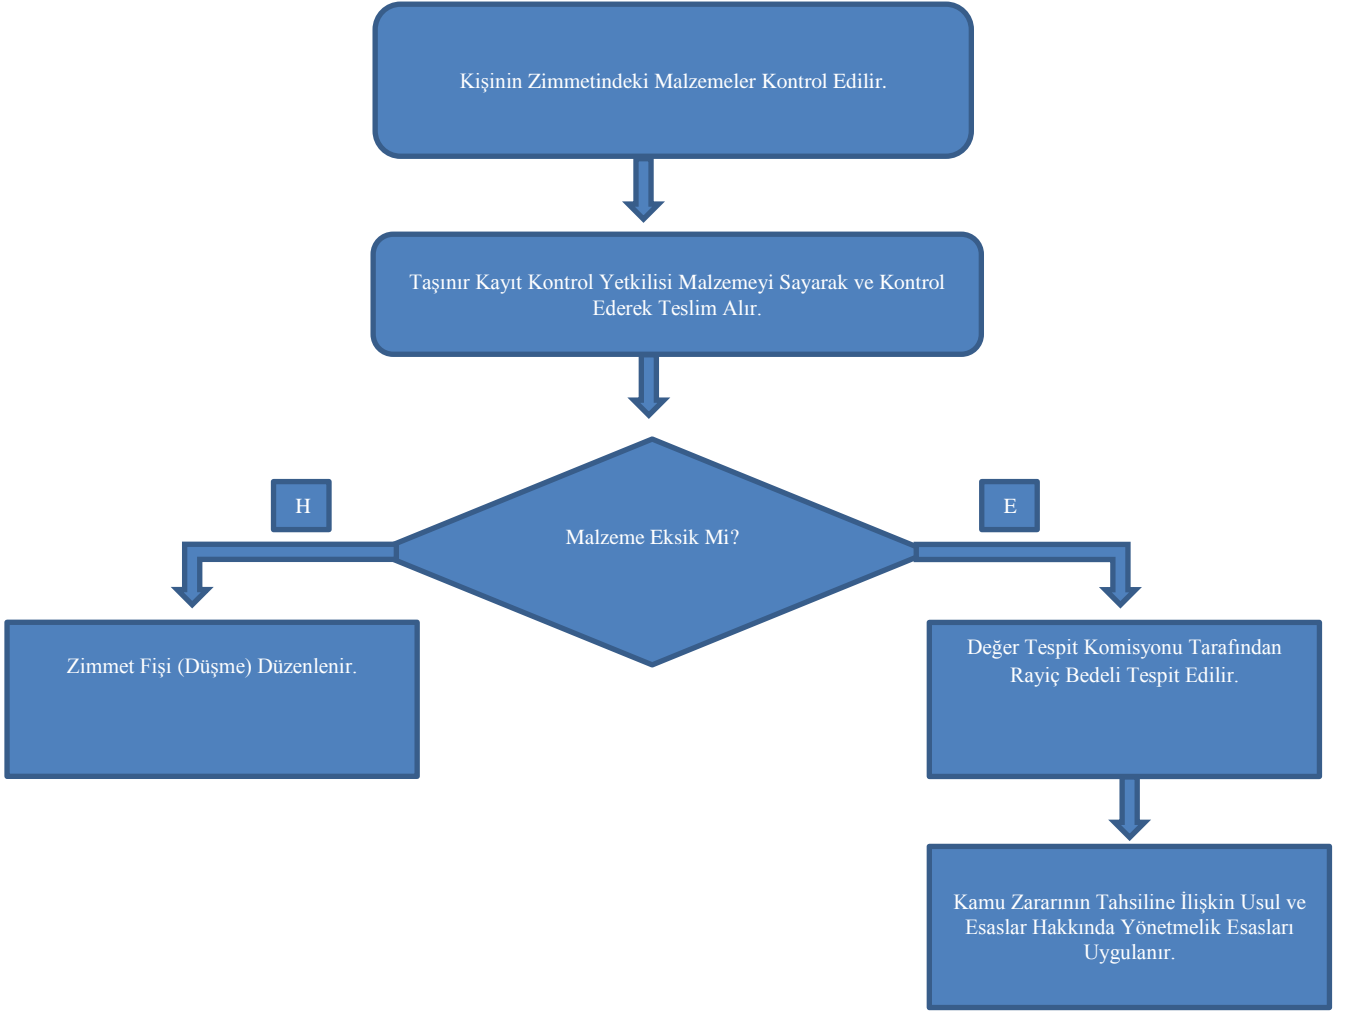 Kişinin Zimmetindeki Malzemeler Kontrol Edilir.
Taşınır Kayıt Kontrol Yetkilisi Malzemeyi Sayarak ve Kontrol
Ederek Teslim Alır.
H
E
Malzeme Eksik Mi?
Zimmet Fişi (Düşme) Düzenlenir.
Değer Tespit Komisyonu Tarafından
Rayiç Bedeli Tespit Edilir.
Kamu Zararının Tahsiline İlişkin Usul ve
Esaslar Hakkında Yönetmelik Esasları
Uygulanır.